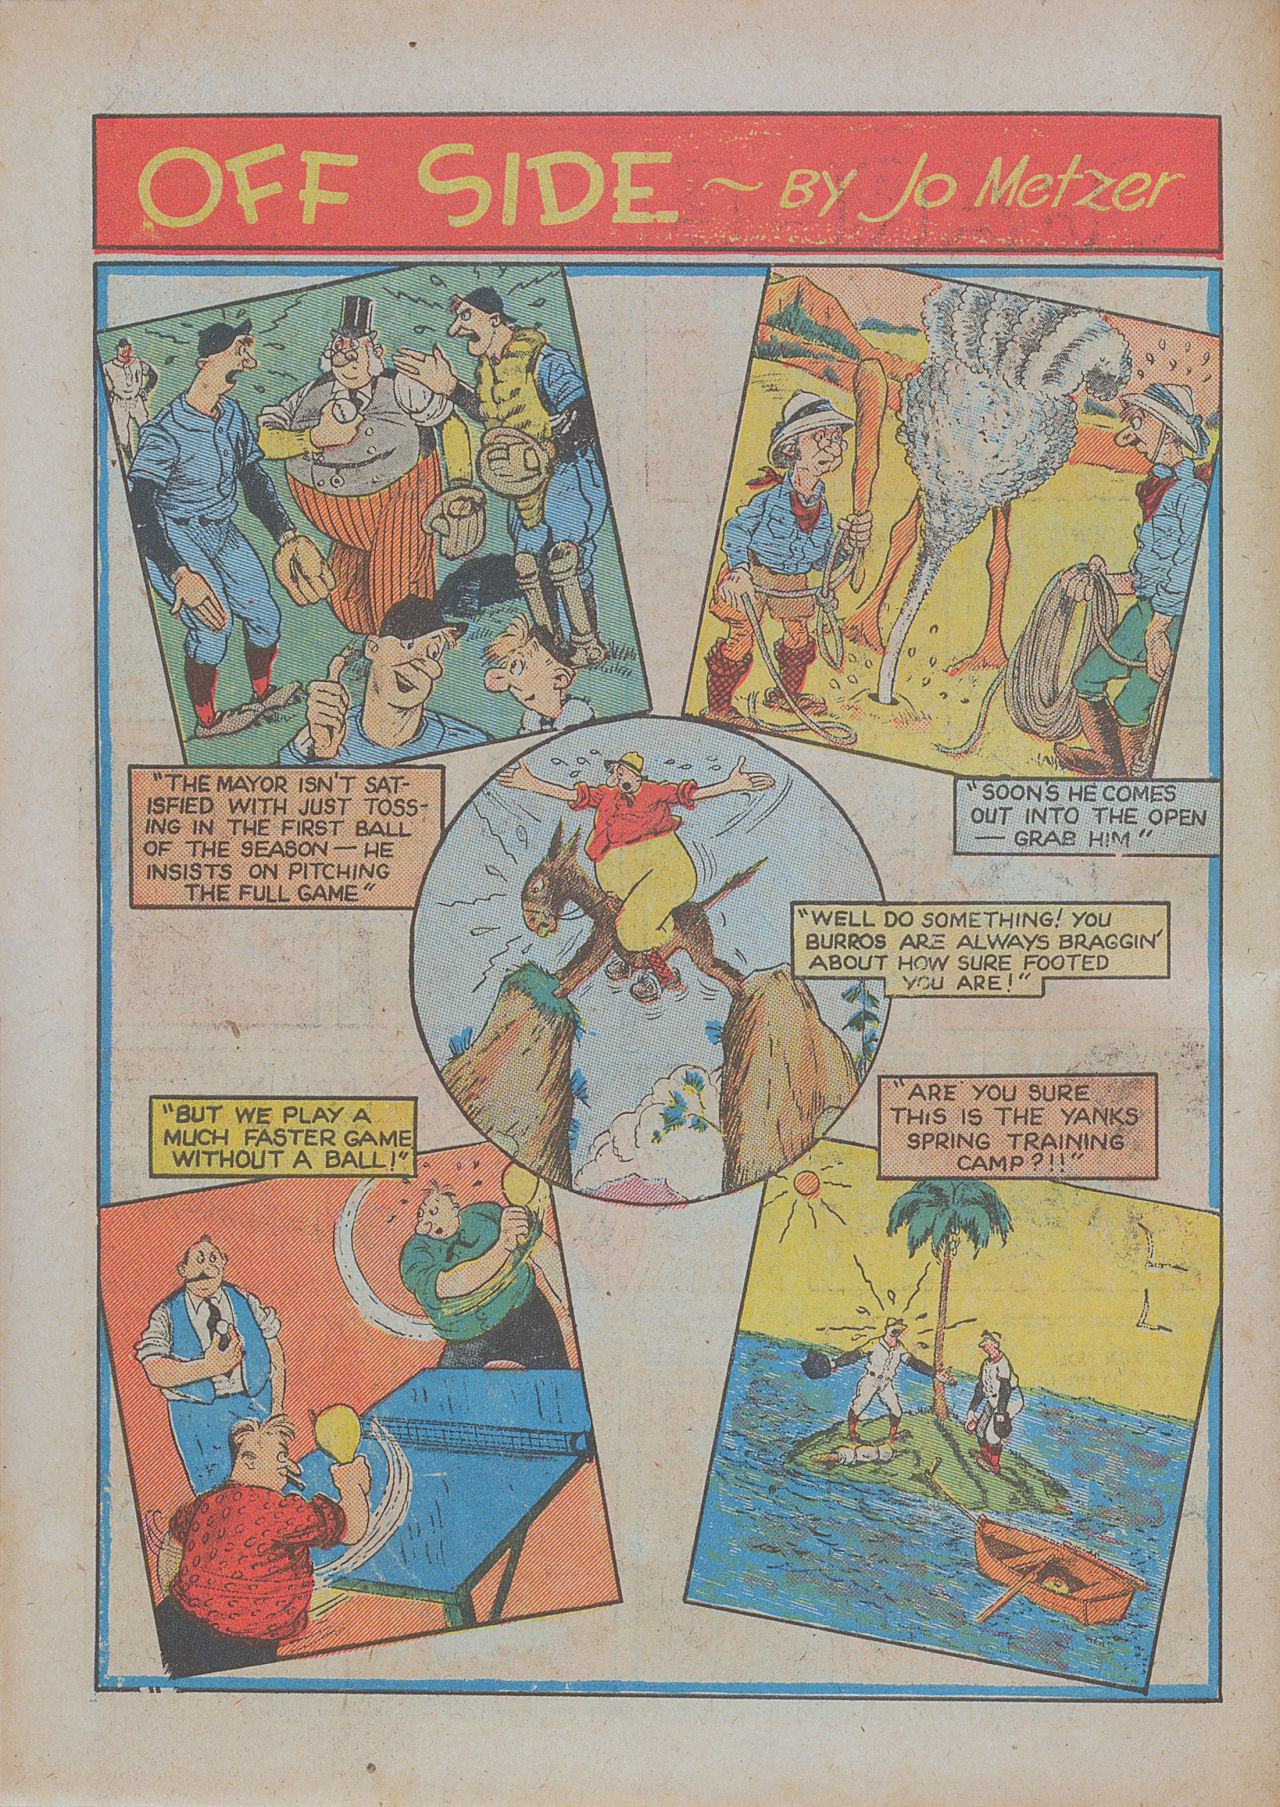 OFF SIDE ~ BY Jo Metzer
"THE MAYOR ISN'T SAT-
ISFIED WITH JUST TOSS-
ING IN THE FIRST BALL
OF THE SEASON — HE
INSISTS ON PITCHING
THE FULL GAME"
"SOON'S HE COMES
OUT INTO THE OPEN
— GRAB HIM"
"WELL DO SOMETHING! YOU
BURROS ARE ALWAYS BRAGGIN'
ABOUT HOW SURE FOOTED
YOU ARE!"
"BUT WE PLAY A
MUCH FASTER GAME
WITHOUT A BALL!"
"ARE YOU SURE
THIS IS THE YANKS
SPRING TRAINING
CAMP?!!"